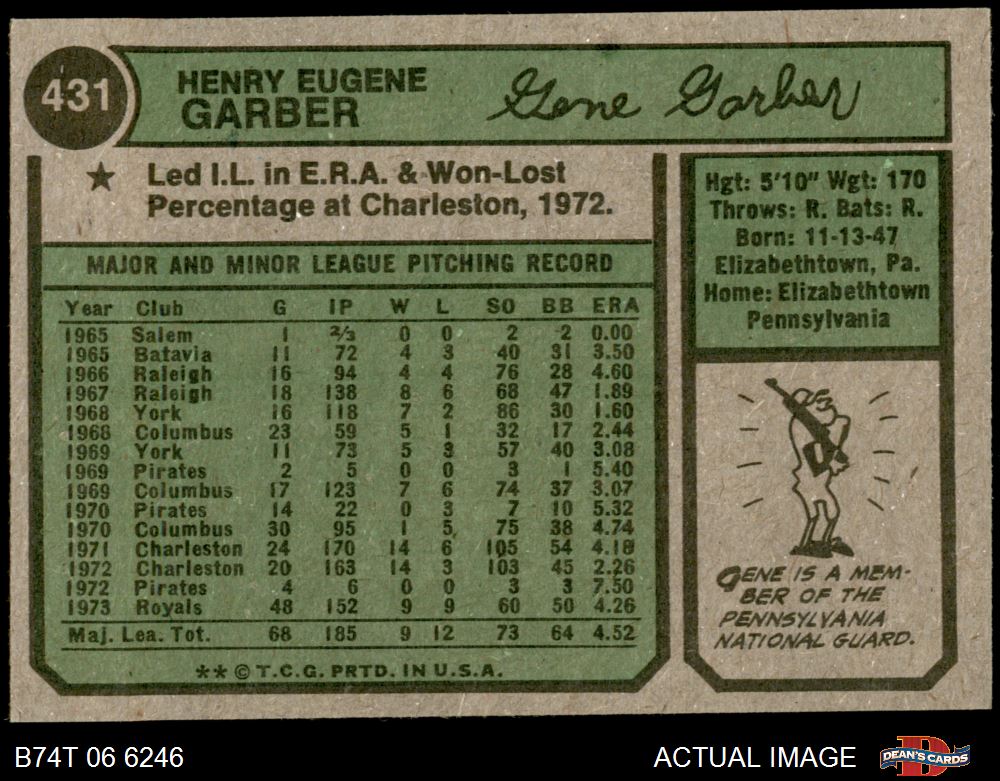 431
HENRY EUGENE
GARBER
Gene Garber
★ Led I.L. in E.R.A. & Won-Lost
Percentage at Charleston, 1972.
MAJOR AND MINOR LEAGUE PITCHING RECORD
Year Club G IP W L SO BB ERA
1965 Salem 1 2/3 0 0 2 2 0.00
1965 Batavia 11 72 4 3 40 31 3.50
1966 Raleigh 16 94 4 4 76 28 4.60
1967 Raleigh 18 138 8 6 68 47 1.89
1968 York 16 118 7 2 86 30 1.60
1968 Columbus 23 59 5 1 32 17 2.44
1969 York 11 73 5 3 57 40 3.08
1969 Pirates 2 5 0 0 3 1 5.40
1969 Columbus 17 123 7 6 74 37 3.07
1970 Pirates 14 22 0 3 7 10 5.32
1970 Columbus 30 95 1 5 75 38 4.74
1971 Charleston 24 170 14 6 105 54 4.18
1972 Charleston 20 163 14 3 103 45 2.26
1972 Pirates 4 6 0 0 3 3 7.50
1973 Royals 48 152 9 9 60 50 4.26
Maj. Lea. Tot. 68 185 9 12 73 64 4.52
** © T.C.G. PRTD. IN U.S.A.
Hgt: 5'10" Wgt: 170
Throws: R. Bats: R.
Born: 11-13-47
Elizabethtown, Pa.
Home: Elizabethtown
Pennsylvania
GENE IS A MEM-
BER OF THE
PENNSYLVANIA
NATIONAL GUARD.
B74T 06 6246
ACTUAL IMAGE
DEAN'S CARDS